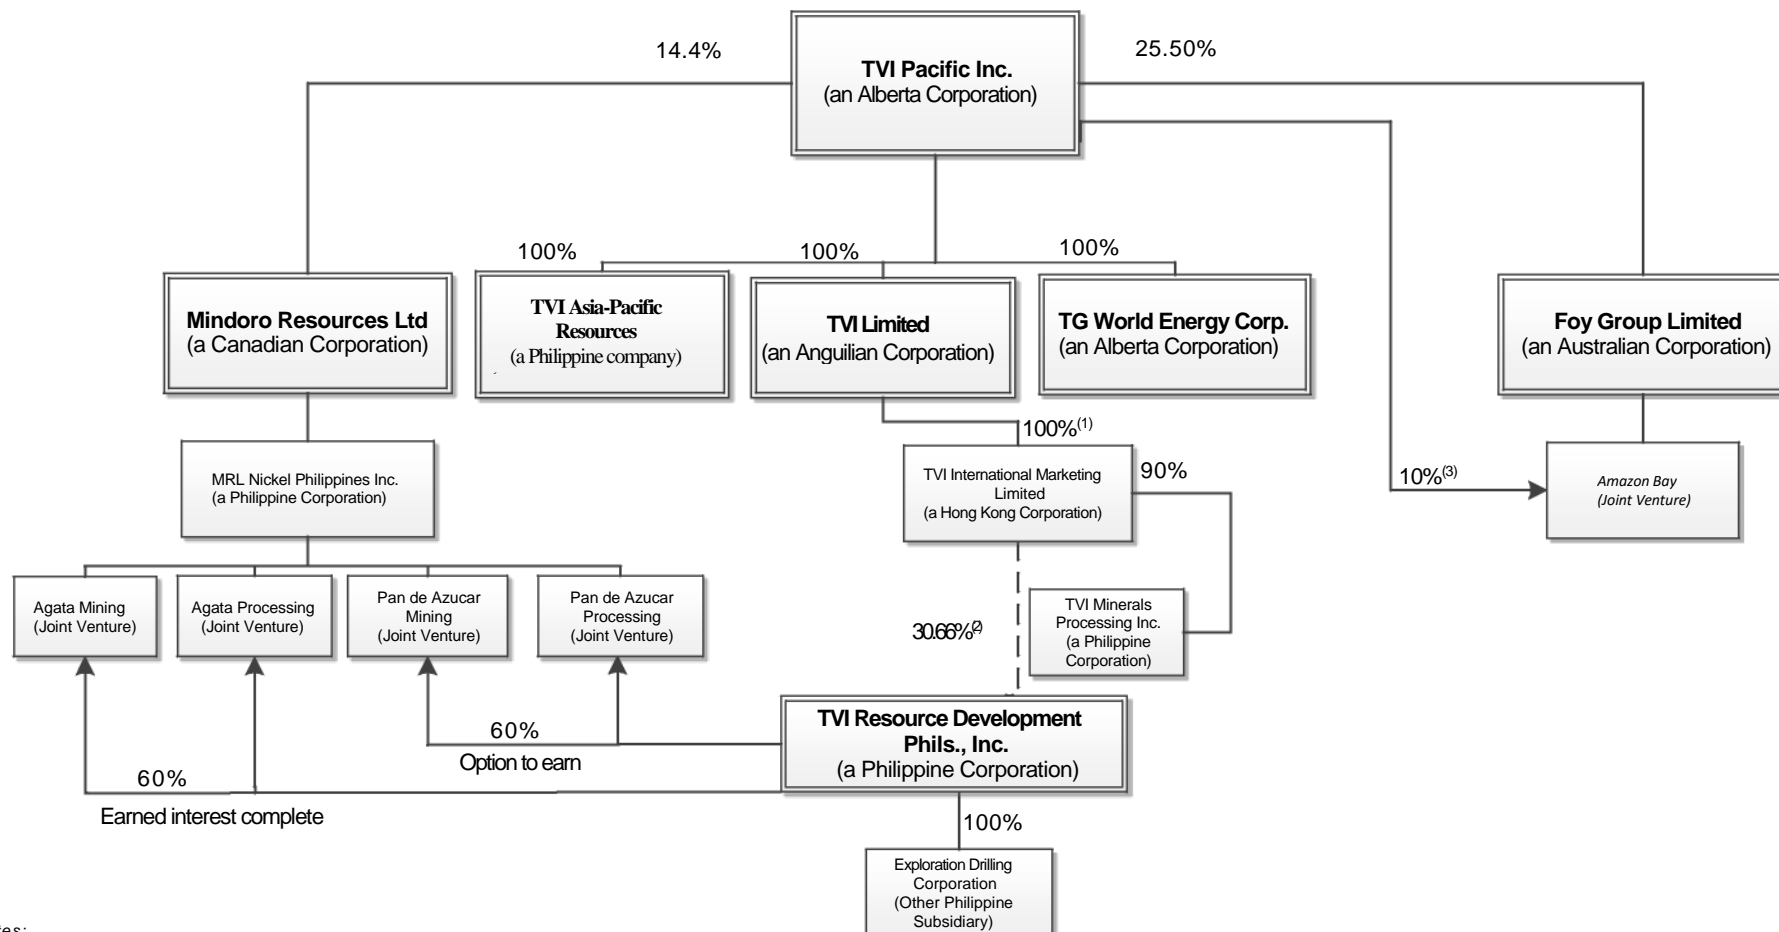 14.4%
TVI Pacific Inc.
(an Alberta Corporation)
25.50%
100%
100%
100%
Mindoro Resources Ltd
(a Canadian Corporation)
TVI Asia-Pacific
Resources
(a Philippine company)
TVI Limited
(an Anguilian Corporation)
TG World Energy Corp.
(an Alberta Corporation)
Foy Group Limited
(an Australian Corporation)
100%(1)
MRL Nickel Philippines Inc.
(a Philippine Corporation)
TVI International Marketing
Limited
(a Hong Kong Corporation)
90%
10%(3)
Amazon Bay
(Joint Venture)
Agata Mining
(Joint Venture)
Agata Processing
(Joint Venture)
Pan de Azucar
Mining
(Joint Venture)
Pan de Azucar
Processing
(Joint Venture)
30.66%(2)
TVI Minerals
Processing Inc.
(a Philippine
Corporation)
60%
Option to earn
60%
Earned interest complete
TVI Resource Development
Phils., Inc.
(a Philippine Corporation)
100%
Exploration Drilling
Corporation
(Other Philippine
Subsidiary)